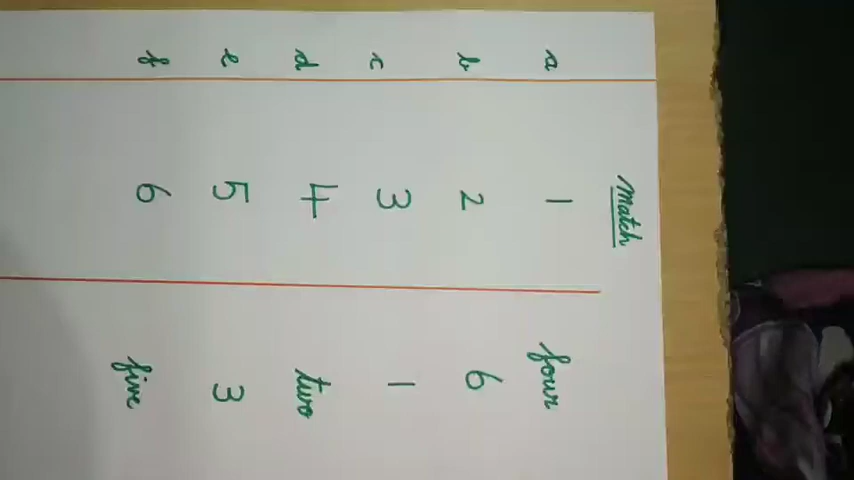 Match
a 1 four
b 2 6
c 3 1
d 4 two
e 5 3
f 6 five